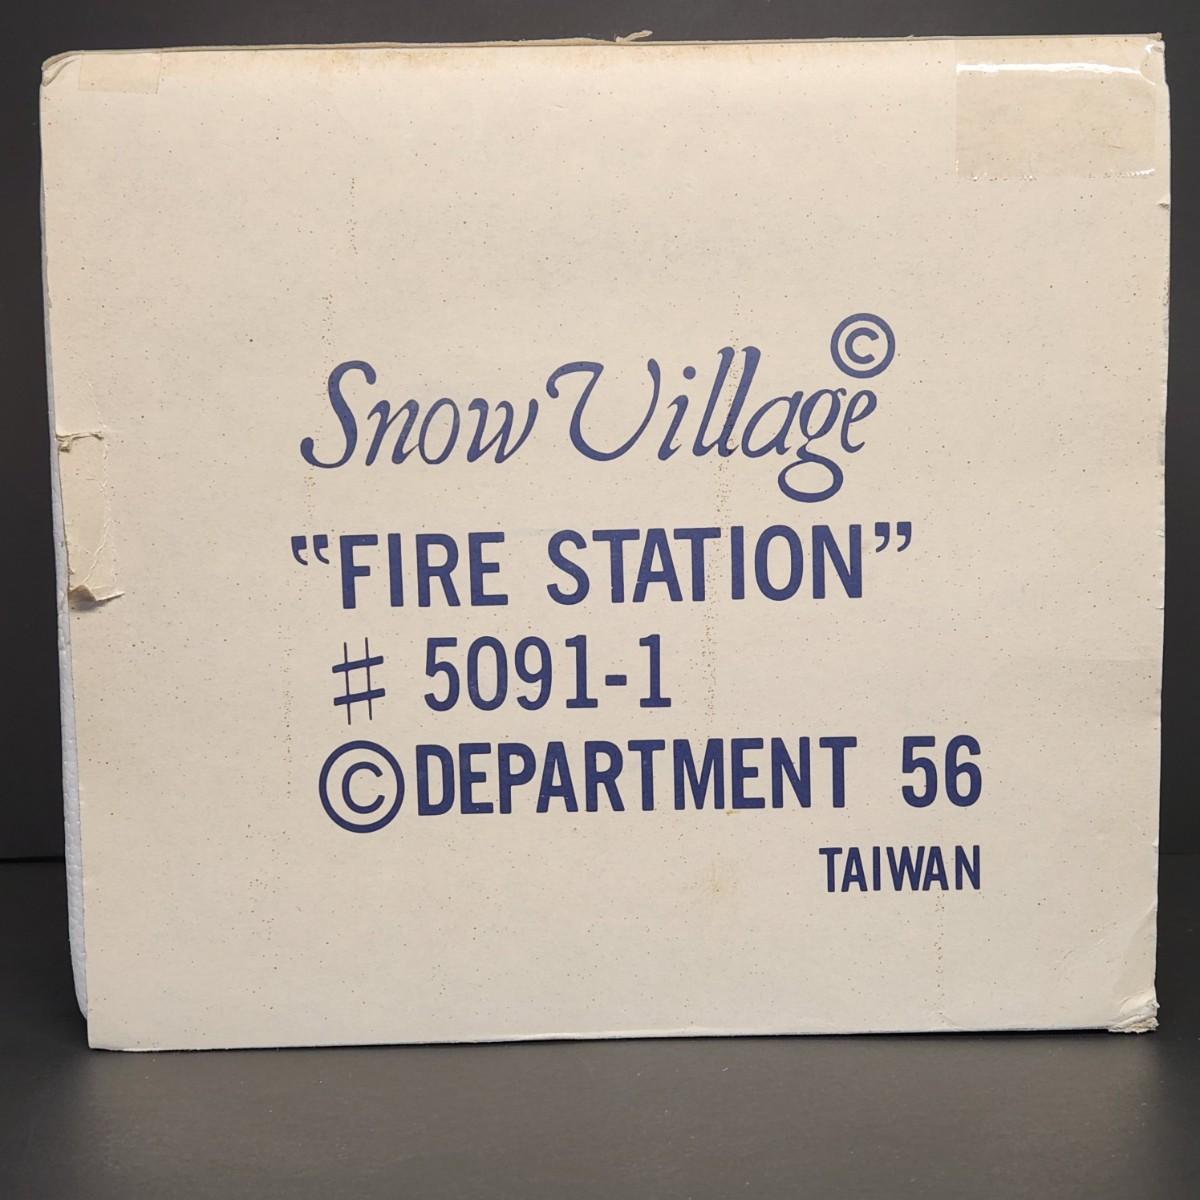 Snow Village©
“FIRE STATION”
# 5091-1
©DEPARTMENT 56
TAIWAN